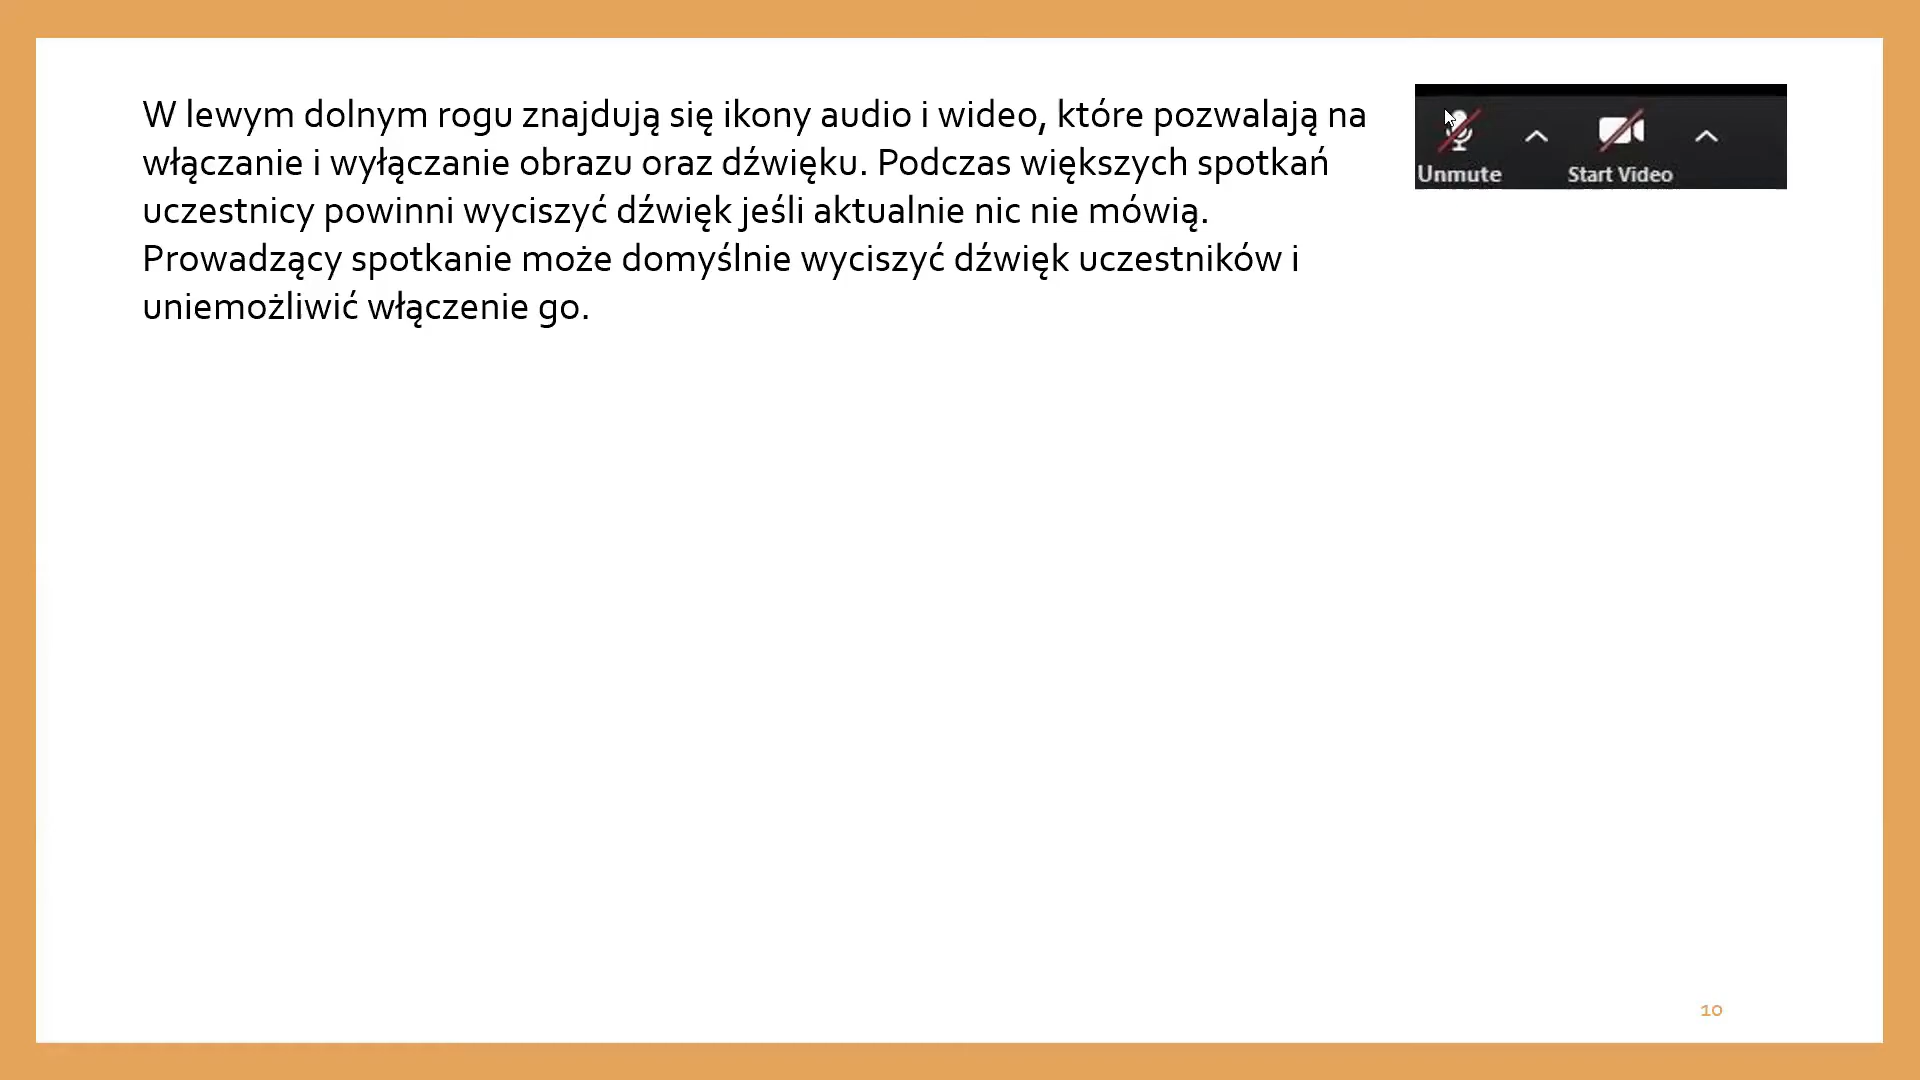 W lewym dolnym rogu znajdują się ikony audio i wideo, które pozwalają na
włączanie i wyłączanie obrazu oraz dźwięku. Podczas większych spotkań
uczestnicy powinni wyciszyć dźwięk jeśli aktualnie nic nie mówią.
Prowadzący spotkanie może domyślnie wyciszyć dźwięk uczestników i
uniemożliwić włączenie go.
Unmute
Start Video
10